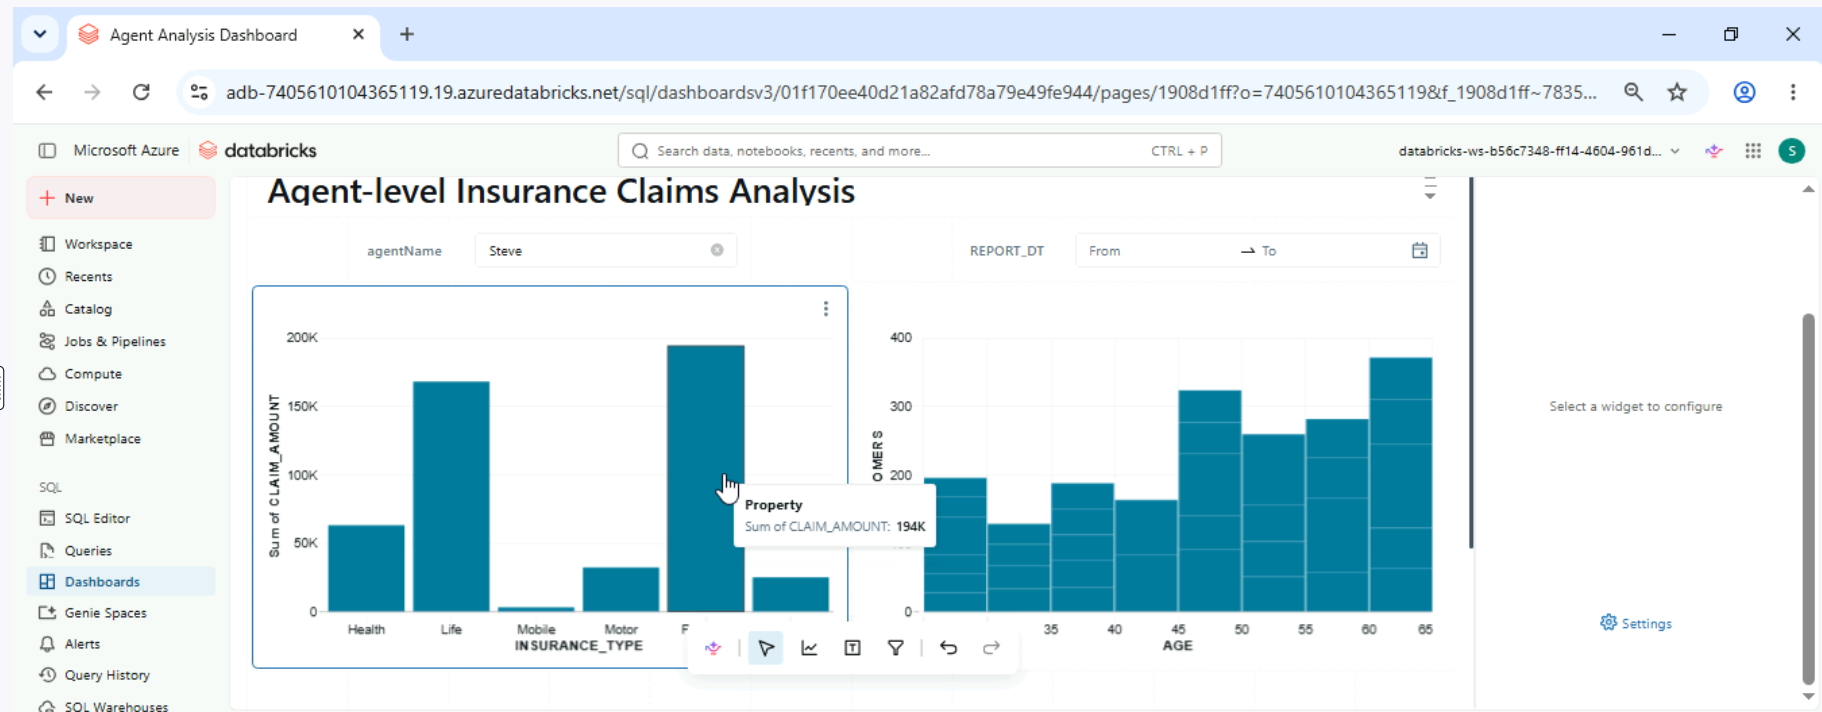 Agent Analysis Dashboard
adb-7405610104365119.19.azuredatabricks.net/sql/dashboardsv3/01f170ee40d21a82afd78a79e49fe944/pages/1908d1ff?o=7405610104365119&f_1908d1ff~7835...
Microsoft Azure databricks
Search data, notebooks, recents, and more... CTRL + P
databricks-ws-b56c7348-ff14-4604-961d... S
New
Workspace
Recents
Catalog
Jobs & Pipelines
Compute
Discover
Marketplace
SQL
SQL Editor
Queries
Dashboards
Genie Spaces
Alerts
Query History
SQL Warehouses
Agent-level Insurance Claims Analysis
agentName Steve
REPORT_DT From To
Sum of CLAIM_AMOUNT
200K
150K
100K
50K
0
Health Life Mobile Motor
INSURANCE_TYPE
Property
Sum of CLAIM_AMOUNT: 194K
OMERS
400
300
200
0
35 40 45 50 55 60 65
AGE
Select a widget to configure
Settings